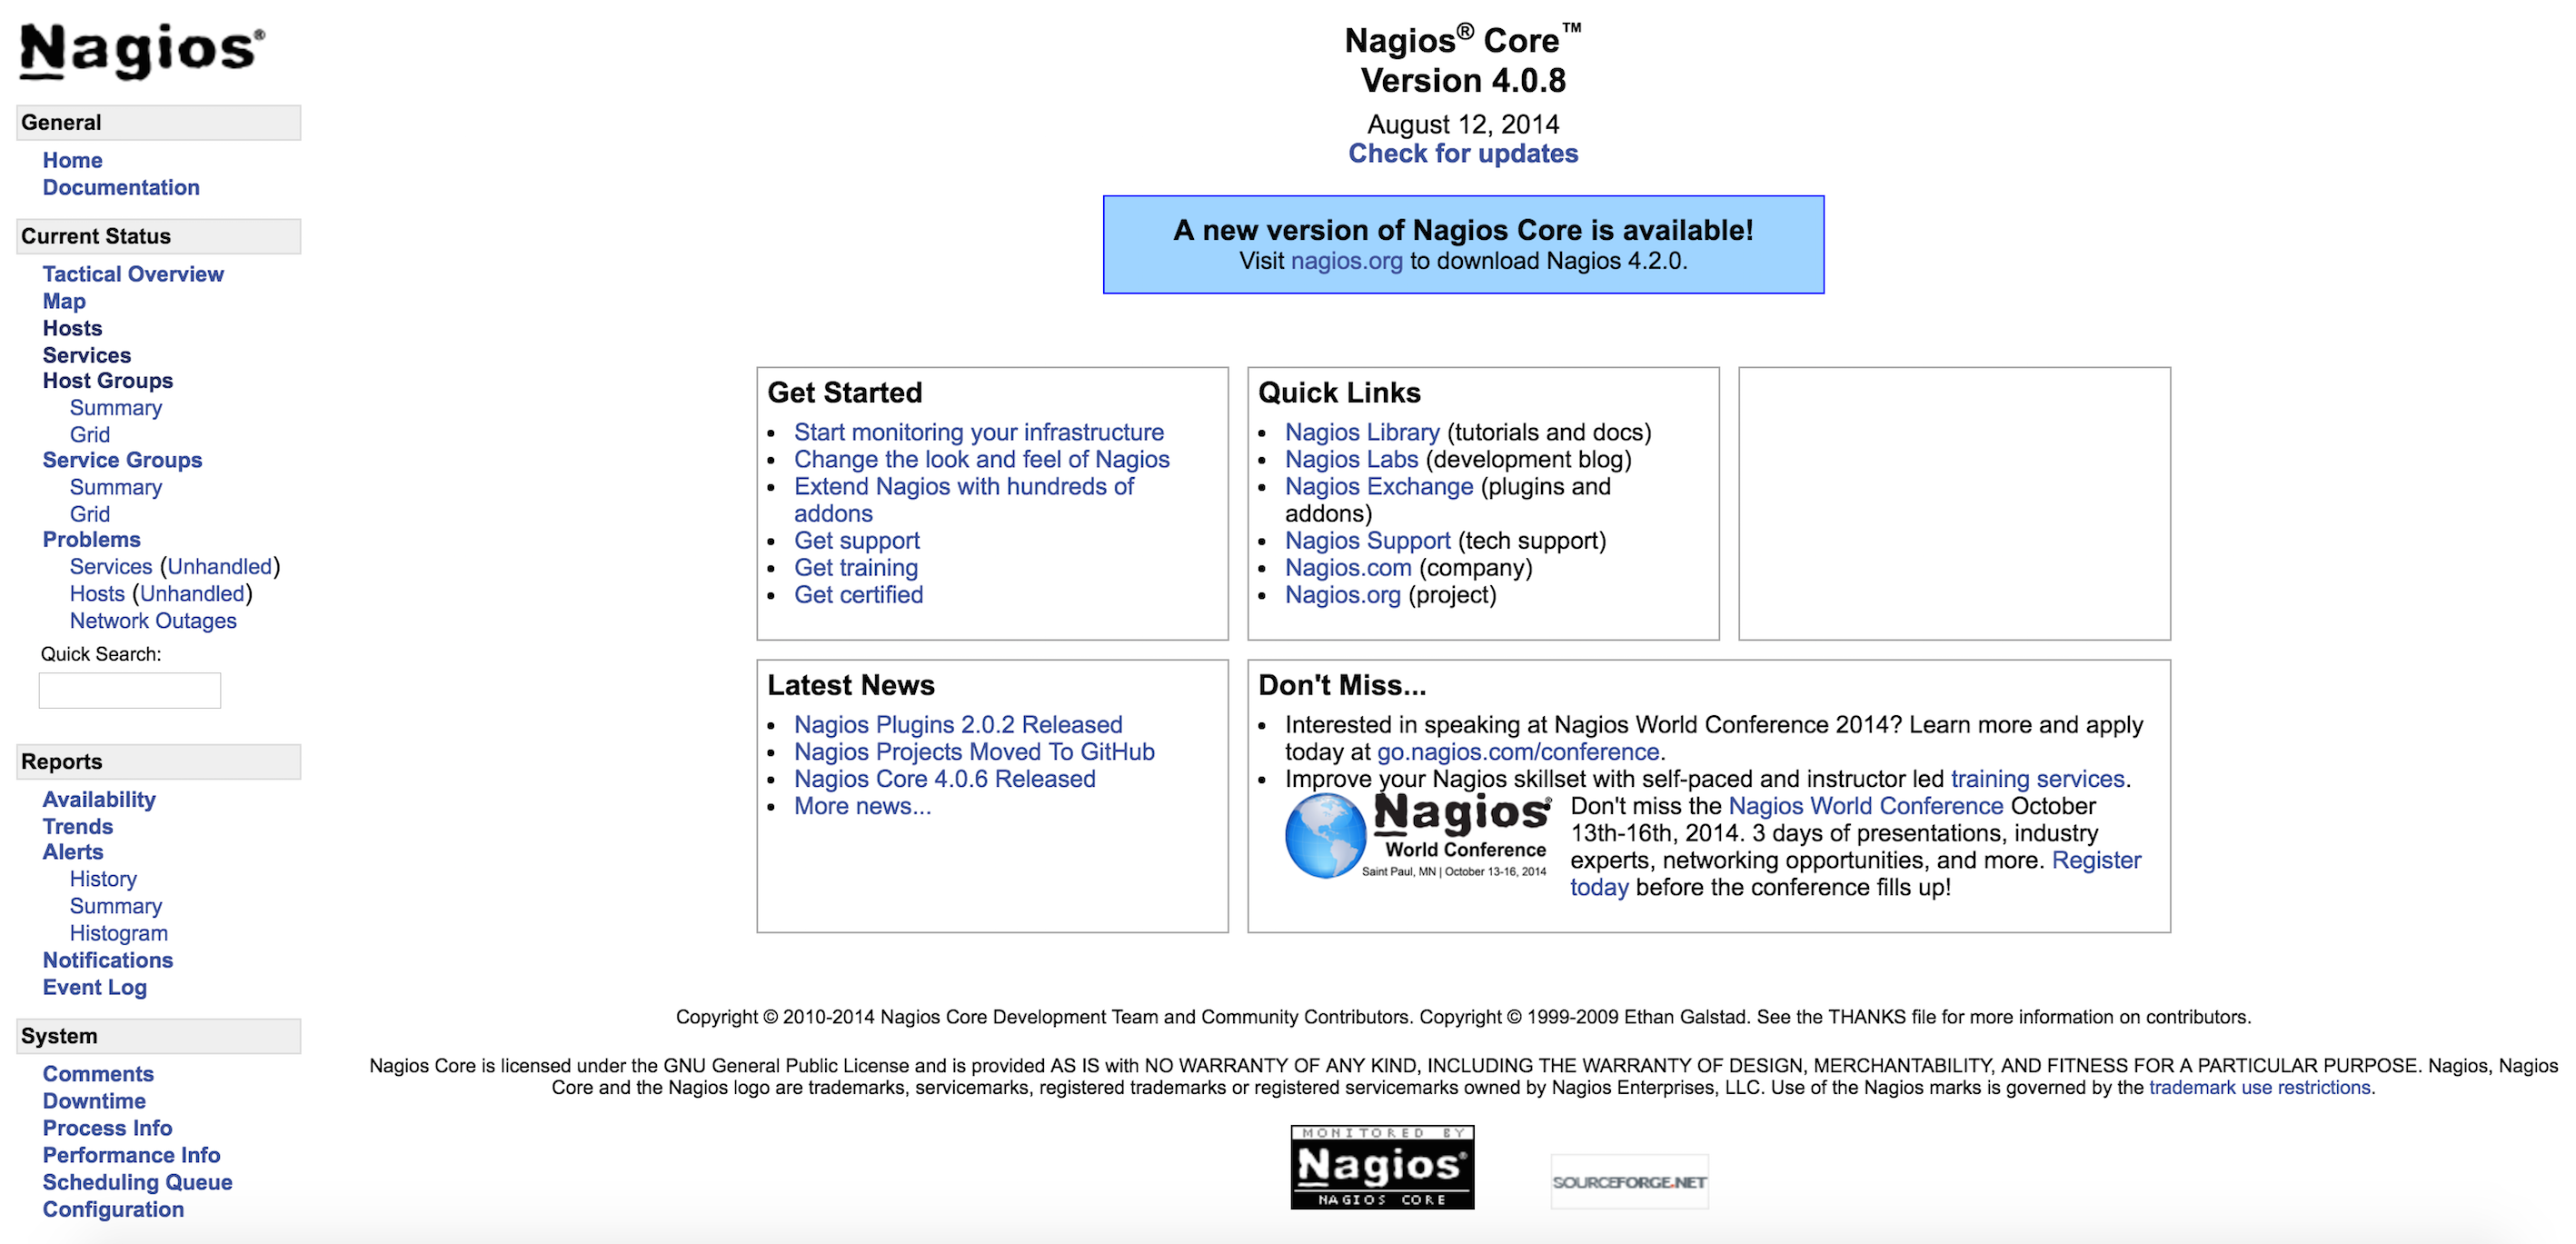 Nagios®
General
Home
Documentation
Current Status
Tactical Overview
Map
Hosts
Services
Host Groups
Summary
Grid
Service Groups
Summary
Grid
Problems
Services (Unhandled)
Hosts (Unhandled)
Network Outages
Quick Search:
Reports
Availability
Trends
Alerts
History
Summary
Histogram
Notifications
Event Log
System
Comments
Downtime
Process Info
Performance Info
Scheduling Queue
Configuration
Nagios® Core™
Version 4.0.8
August 12, 2014
Check for updates
A new version of Nagios Core is available!
Visit nagios.org to download Nagios 4.2.0.
Get Started
• Start monitoring your infrastructure
• Change the look and feel of Nagios
• Extend Nagios with hundreds of
addons
• Get support
• Get training
• Get certified
Quick Links
• Nagios Library (tutorials and docs)
• Nagios Labs (development blog)
• Nagios Exchange (plugins and
addons)
• Nagios Support (tech support)
• Nagios.com (company)
• Nagios.org (project)
Latest News
• Nagios Plugins 2.0.2 Released
• Nagios Projects Moved To GitHub
• Nagios Core 4.0.6 Released
• More news...
Don't Miss...
• Interested in speaking at Nagios World Conference 2014? Learn more and apply
today at go.nagios.com/conference.
• Improve your Nagios skillset with self-paced and instructor led training services.
Nagios®
World Conference
Saint Paul, MN | October 13-16, 2014
Don't miss the Nagios World Conference October
13th-16th, 2014. 3 days of presentations, industry
experts, networking opportunities, and more. Register
today before the conference fills up!
Copyright © 2010-2014 Nagios Core Development Team and Community Contributors. Copyright © 1999-2009 Ethan Galstad. See the THANKS file for more information on contributors.
Nagios Core is licensed under the GNU General Public License and is provided AS IS with NO WARRANTY OF ANY KIND, INCLUDING THE WARRANTY OF DESIGN, MERCHANTABILITY, AND FITNESS FOR A PARTICULAR PURPOSE. Nagios, Nagios
Core and the Nagios logo are trademarks, servicemarks, registered trademarks or registered servicemarks owned by Nagios Enterprises, LLC. Use of the Nagios marks is governed by the trademark use restrictions.
MONITORED BY
Nagios®
NAGIOS CORE
SOURCEFORGE.NET